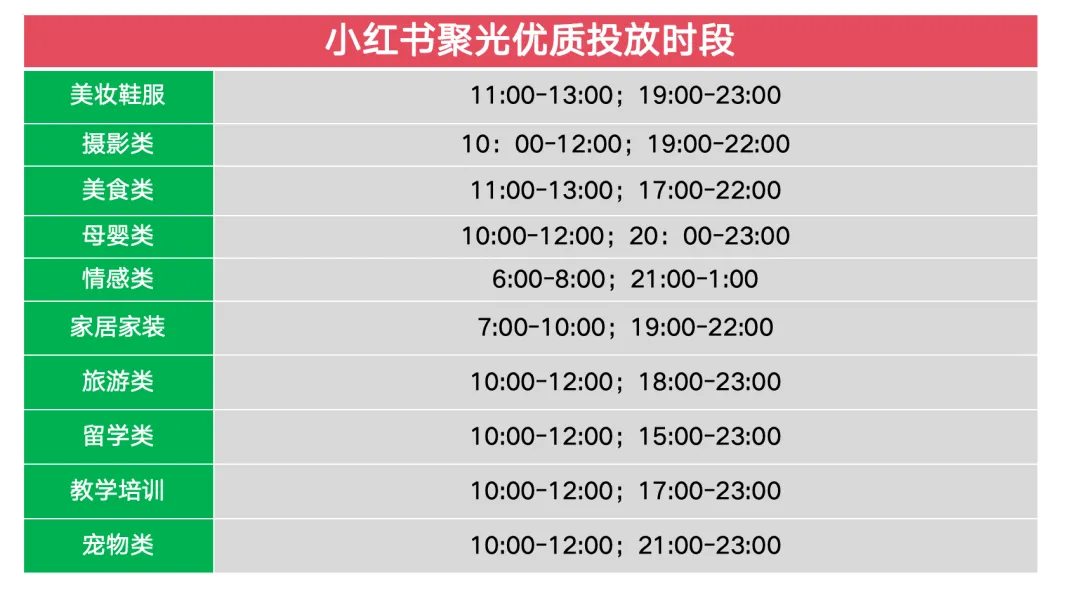 小红书聚光优质投放时段
美妆鞋服 11:00-13:00；19:00-23:00
摄影类 10：00-12:00；19:00-22:00
美食类 11:00-13:00；17:00-22:00
母婴类 10:00-12:00；20：00-23:00
情感类 6:00-8:00；21:00-1:00
家居家装 7:00-10:00；19:00-22:00
旅游类 10:00-12:00；18:00-23:00
留学类 10:00-12:00；15:00-23:00
教学培训 10:00-12:00；17:00-23:00
宠物类 10:00-12:00；21:00-23:00